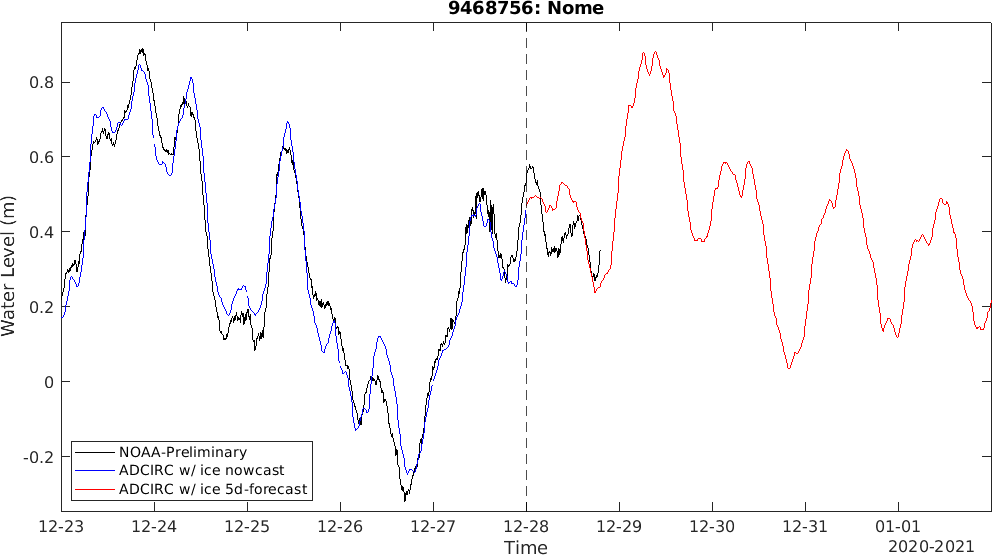 9468756: Nome
Water Level (m)
0.8
0.6
0.4
0.2
0
-0.2
NOAA-Preliminary
ADCIRC w/ ice nowcast
ADCIRC w/ ice 5d-forecast
12-23
12-24
12-25
12-26
12-27
12-28
12-29
12-30
12-31
01-01
Time
2020-2021